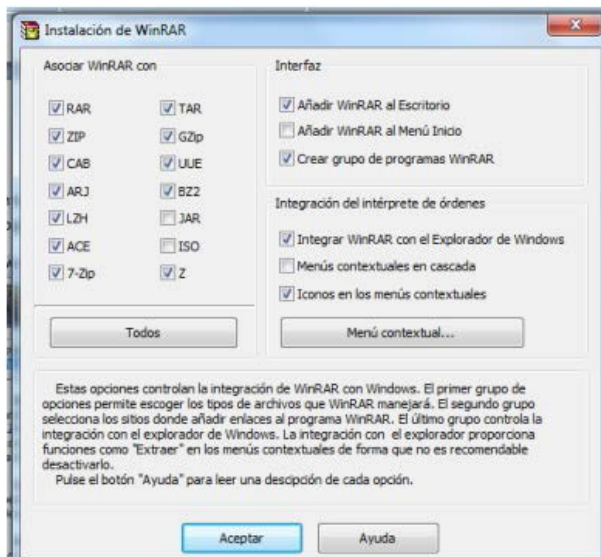 Instalación de WinRAR
Asociar WinRAR con
RAR
TAR
ZIP
GZip
CAB
UUE
ARJ
BZ2
LZH
JAR
ACE
ISO
7-Zip
Z
Todos
Interfaz
Añadir WinRAR al Escritorio
Añadir WinRAR al Menú Inicio
Crear grupo de programas WinRAR
Integración del intérprete de órdenes
Integrar WinRAR con el Explorador de Windows
Menús contextuales en cascada
Iconos en los menús contextuales
Menú contextual...
Estas opciones controlan la integración de WinRAR con Windows. El primer grupo de
opciones permite escoger los tipos de archivos que WinRAR manejará. El segundo grupo
selecciona los sitios donde añadir enlaces al programa WinRAR. El último grupo controla la
integración con el explorador de Windows. La integración con el explorador proporciona
funciones como "Extraer" en los menús contextuales de forma que no es recomendable
desactivarlo.
Pulse el botón "Ayuda" para leer una descipción de cada opción.
Aceptar
Ayuda